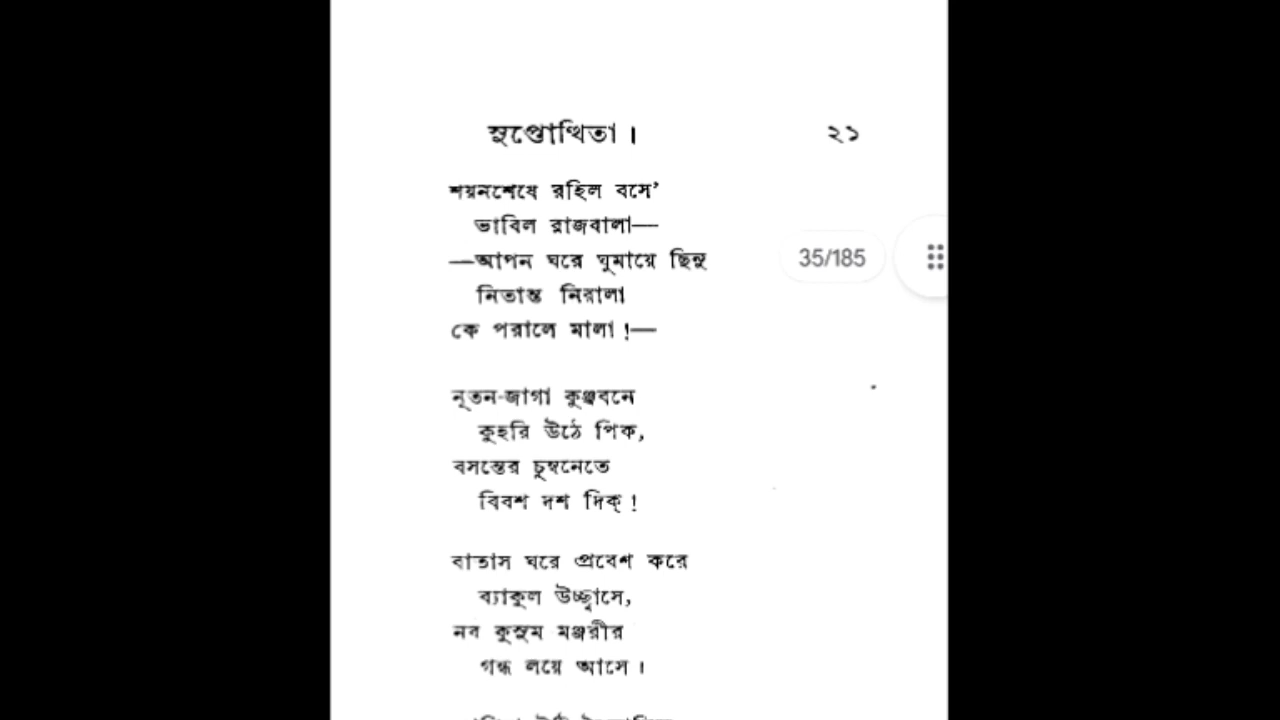 সুপ্তোত্থিতা। ২১
শয়নশেষে রহিল বসে’
ভাবিল রাজবালা—
—আপন ঘরে ঘুমায়ে ছিনু
35/185
নিতান্ত নিরালা
কে পরালে মালা!—
নূতন-জাগা কুঞ্জবনে
কুহরি উঠে পিক,
বসন্তের চুম্বনেতে
বিবশ দশ দিক্!
বাতাস ঘরে প্রবেশ করে
ব্যাকুল উচ্ছ্বাসে,
নব কুসুম মঞ্জরীর
গন্ধ লয়ে আসে।